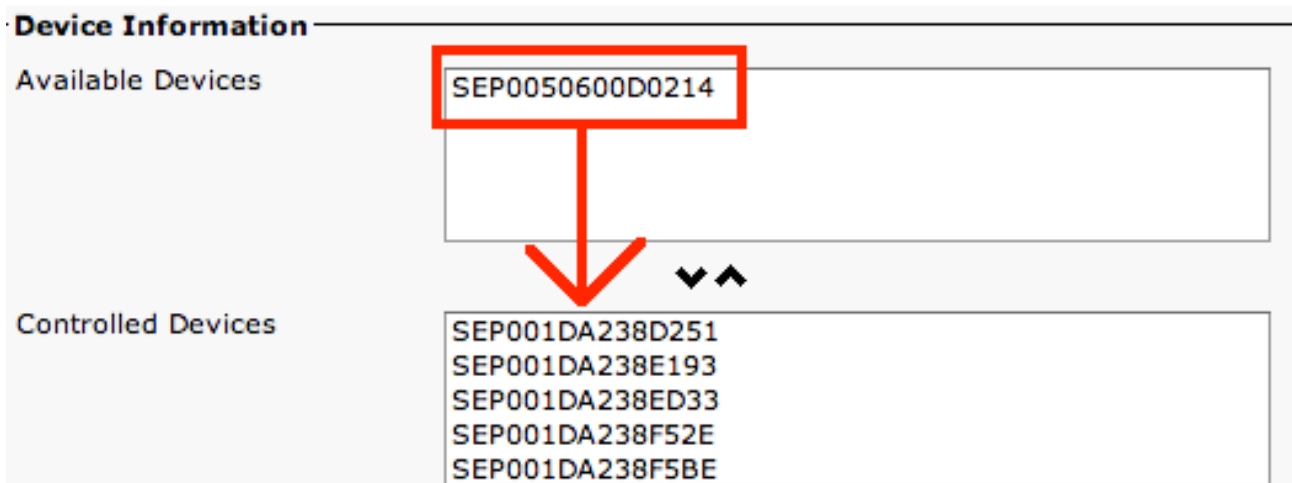 Device Information
Available Devices
SEP0050600D0214
Controlled Devices
SEP001DA238D251
SEP001DA238E193
SEP001DA238ED33
SEP001DA238F52E
SEP001DA238F5BE